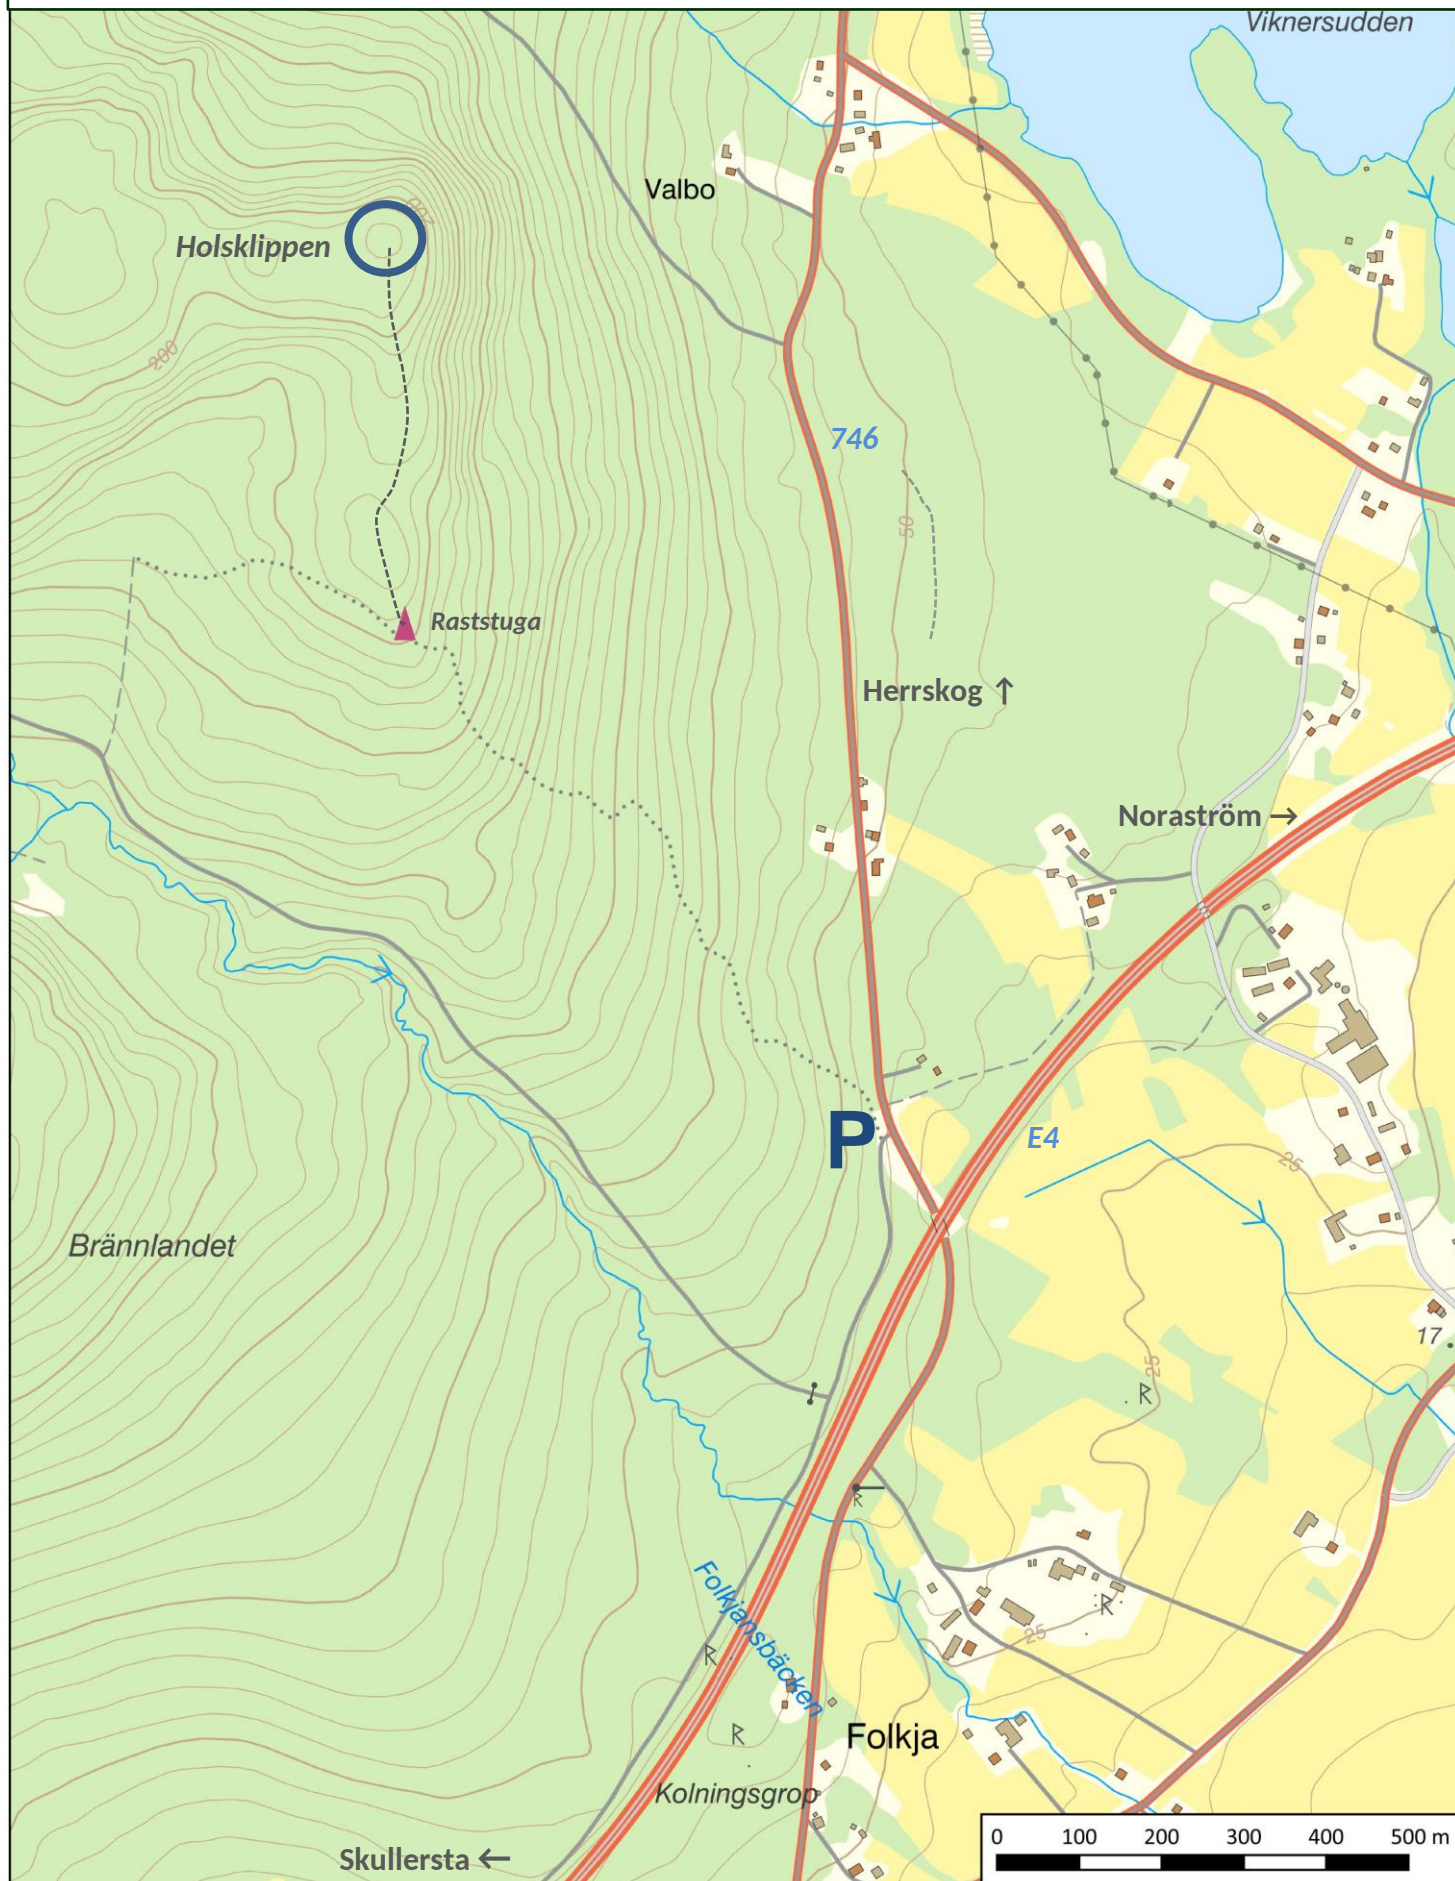 Viknersudden
Valbo
200
Holsklippen
200
746
50
Raststuga
Herrskog ↑
Noraström →
P
E4
25
Brännlandet
17
25
R
R
Folkjansbäcken
R
25
R
R
Folkja
Kolningsgrop
Skullersta ←
0 100 200 300 400 500 m